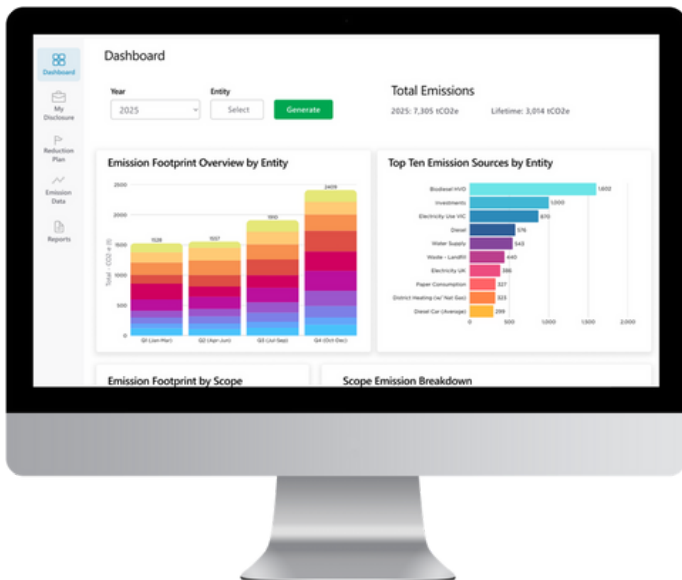 Dashboard
Dashboard
My
Disclosure
Reduction
Plan
Emission
Data
Reports
Year
2025
Entity
Select
Generate
Total Emissions
2025: 7,305 tCO2e
Lifetime: 3,014 tCO2e
Emission Footprint Overview by Entity
Total - CO2-e (t)
2500
2000
1500
1000
500
0
1528
1557
1910
2409
Q1 (Jan-Mar)
Q2 (Apr-Jun)
Q3 (Jul-Sep)
Q4 (Oct-Dec)
Top Ten Emission Sources by Entity
Biodiesel HVO
1,602
Investments
1,000
Electricity Use VIC
870
Diesel
576
Water Supply
543
Waste - Landfill
440
Electricity UK
386
Paper Consumption
327
District Heating (w/ Nat Gas)
323
Diesel Car (Average)
299
0
500
1,000
1,500
2,000
Emission Footprint by Scope
Scope Emission Breakdown